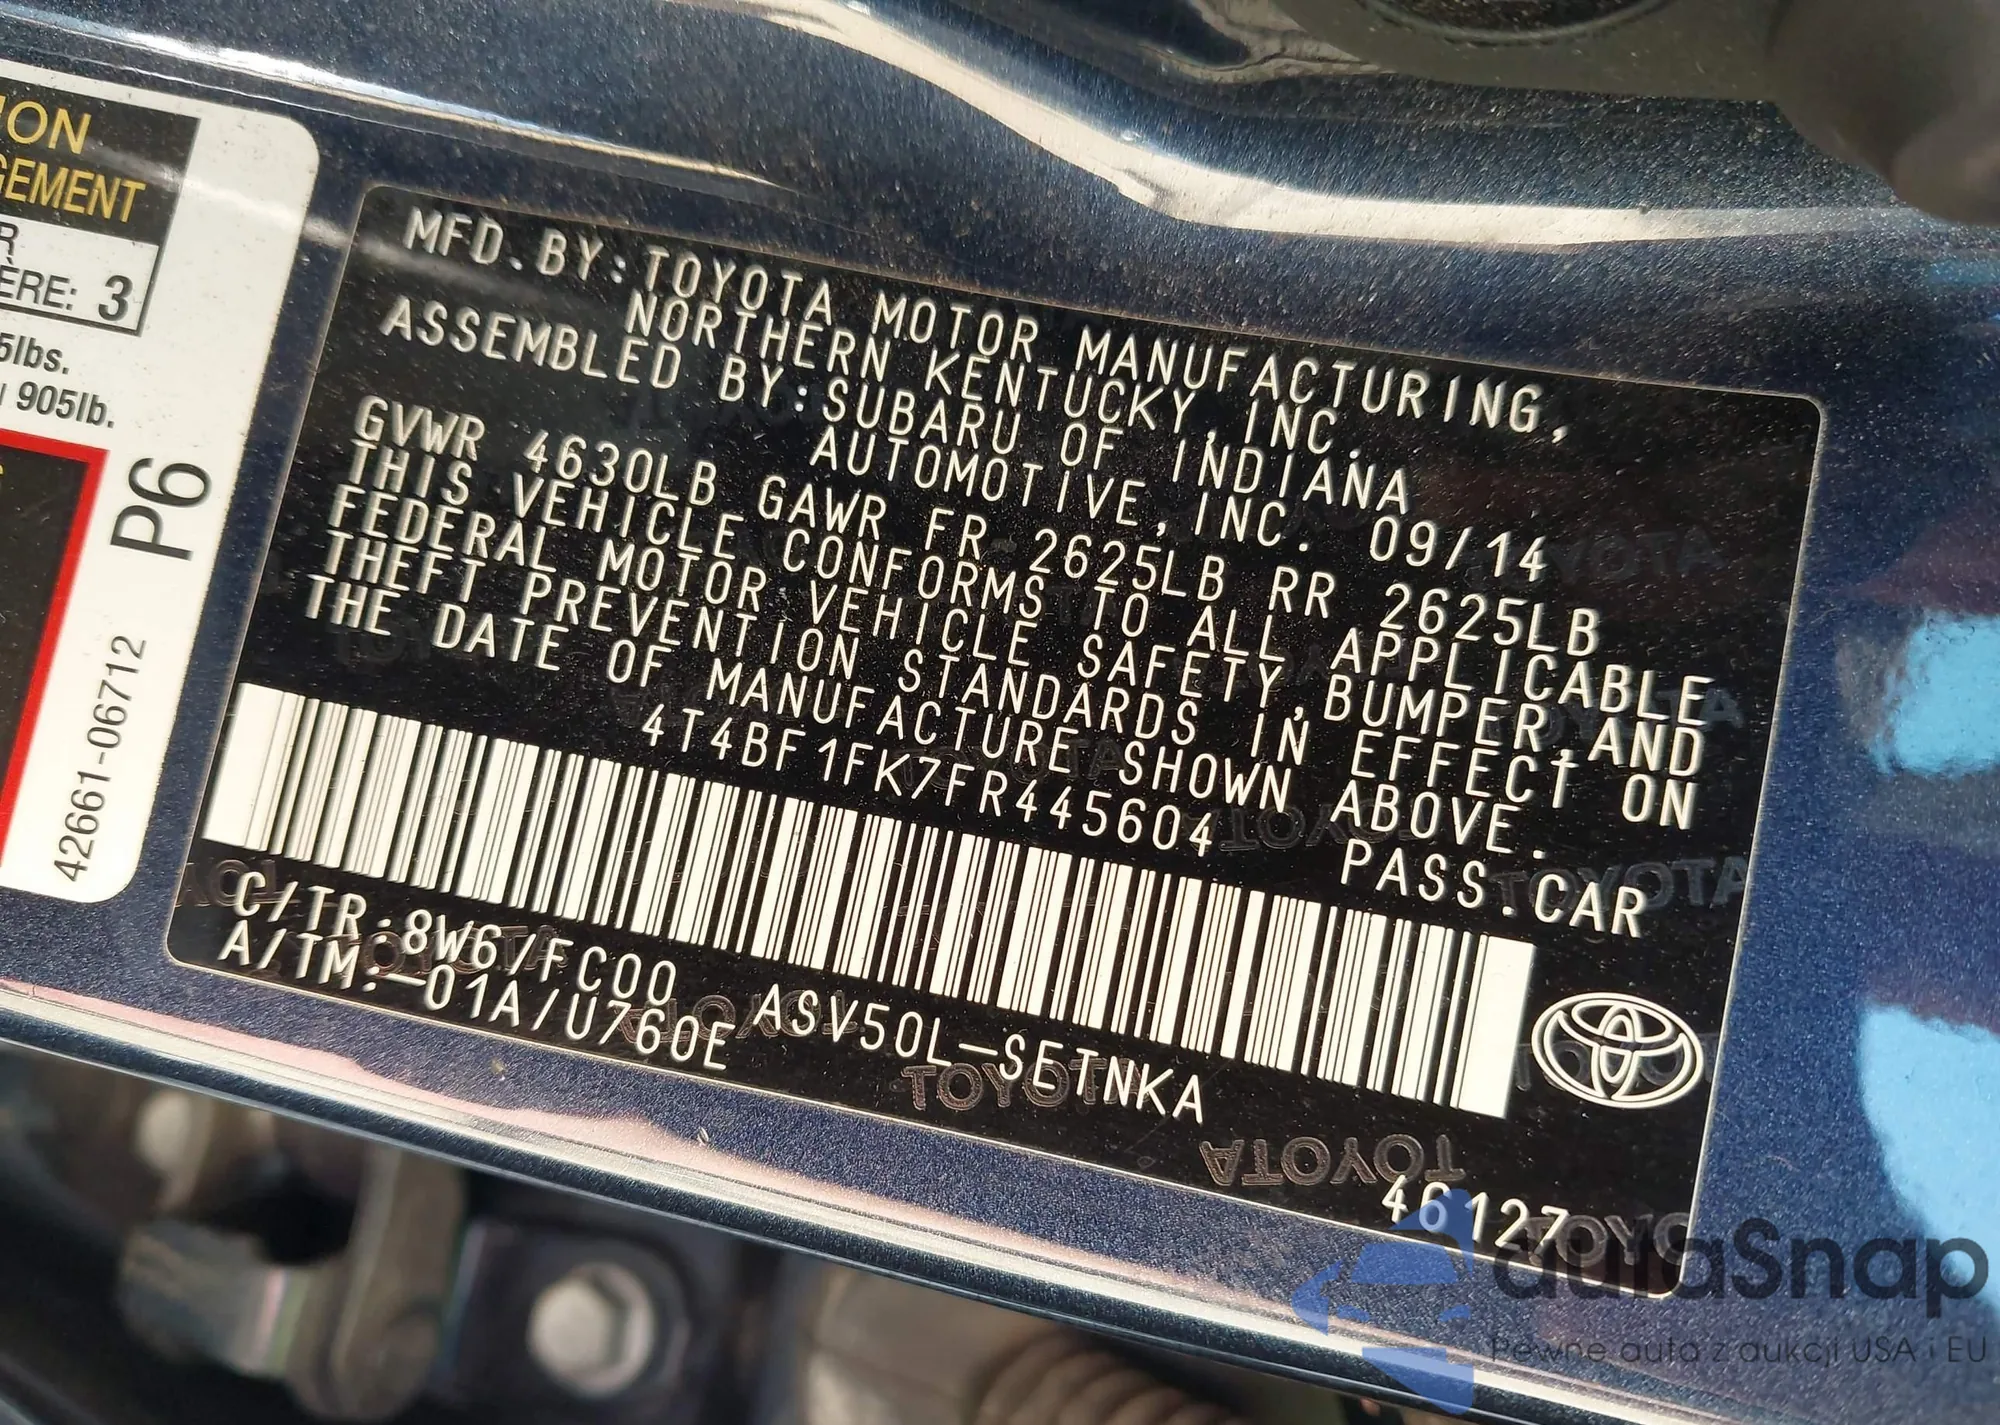 ION
GEMENT
R
ÈRE: 3
5lbs.
905lb.
P6
42661-06712
MFD.BY:TOYOTA MOTOR MANUFACTURING,
NORTHERN KENTUCKY,INC.
ASSEMBLED BY:SUBARU OF INDIANA
AUTOMOTIVE,INC. 09/14
GVWR 4630LB GAWR FR 2625LB RR 2625LB
THIS VEHICLE CONFORMS TO ALL APPLICABLE
FEDERAL MOTOR VEHICLE SAFETY,BUMPER,AND
THEFT PREVENTION STANDARDS IN EFFECT ON
THE DATE OF MANUFACTURE SHOWN ABOVE.
4T4BF1FK7FR445604 PASS.CAR
C/TR:8W6/FC00 ASV50L-SETNKA
A/TM:-01A/U760E
TOYOTA
TOYOTA
46127
autaSnap
Pewne auta z aukcji USA i EU